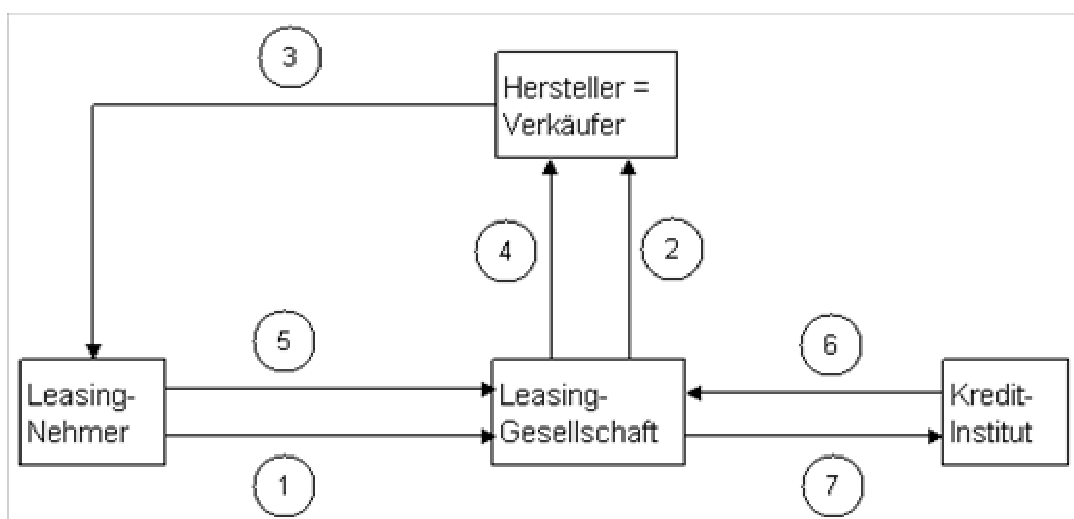 3
Hersteller =
Verkäufer
4
2
5
6
Leasing-
Nehmer
Leasing-
Gesellschaft
Kredit-
Institut
1
7